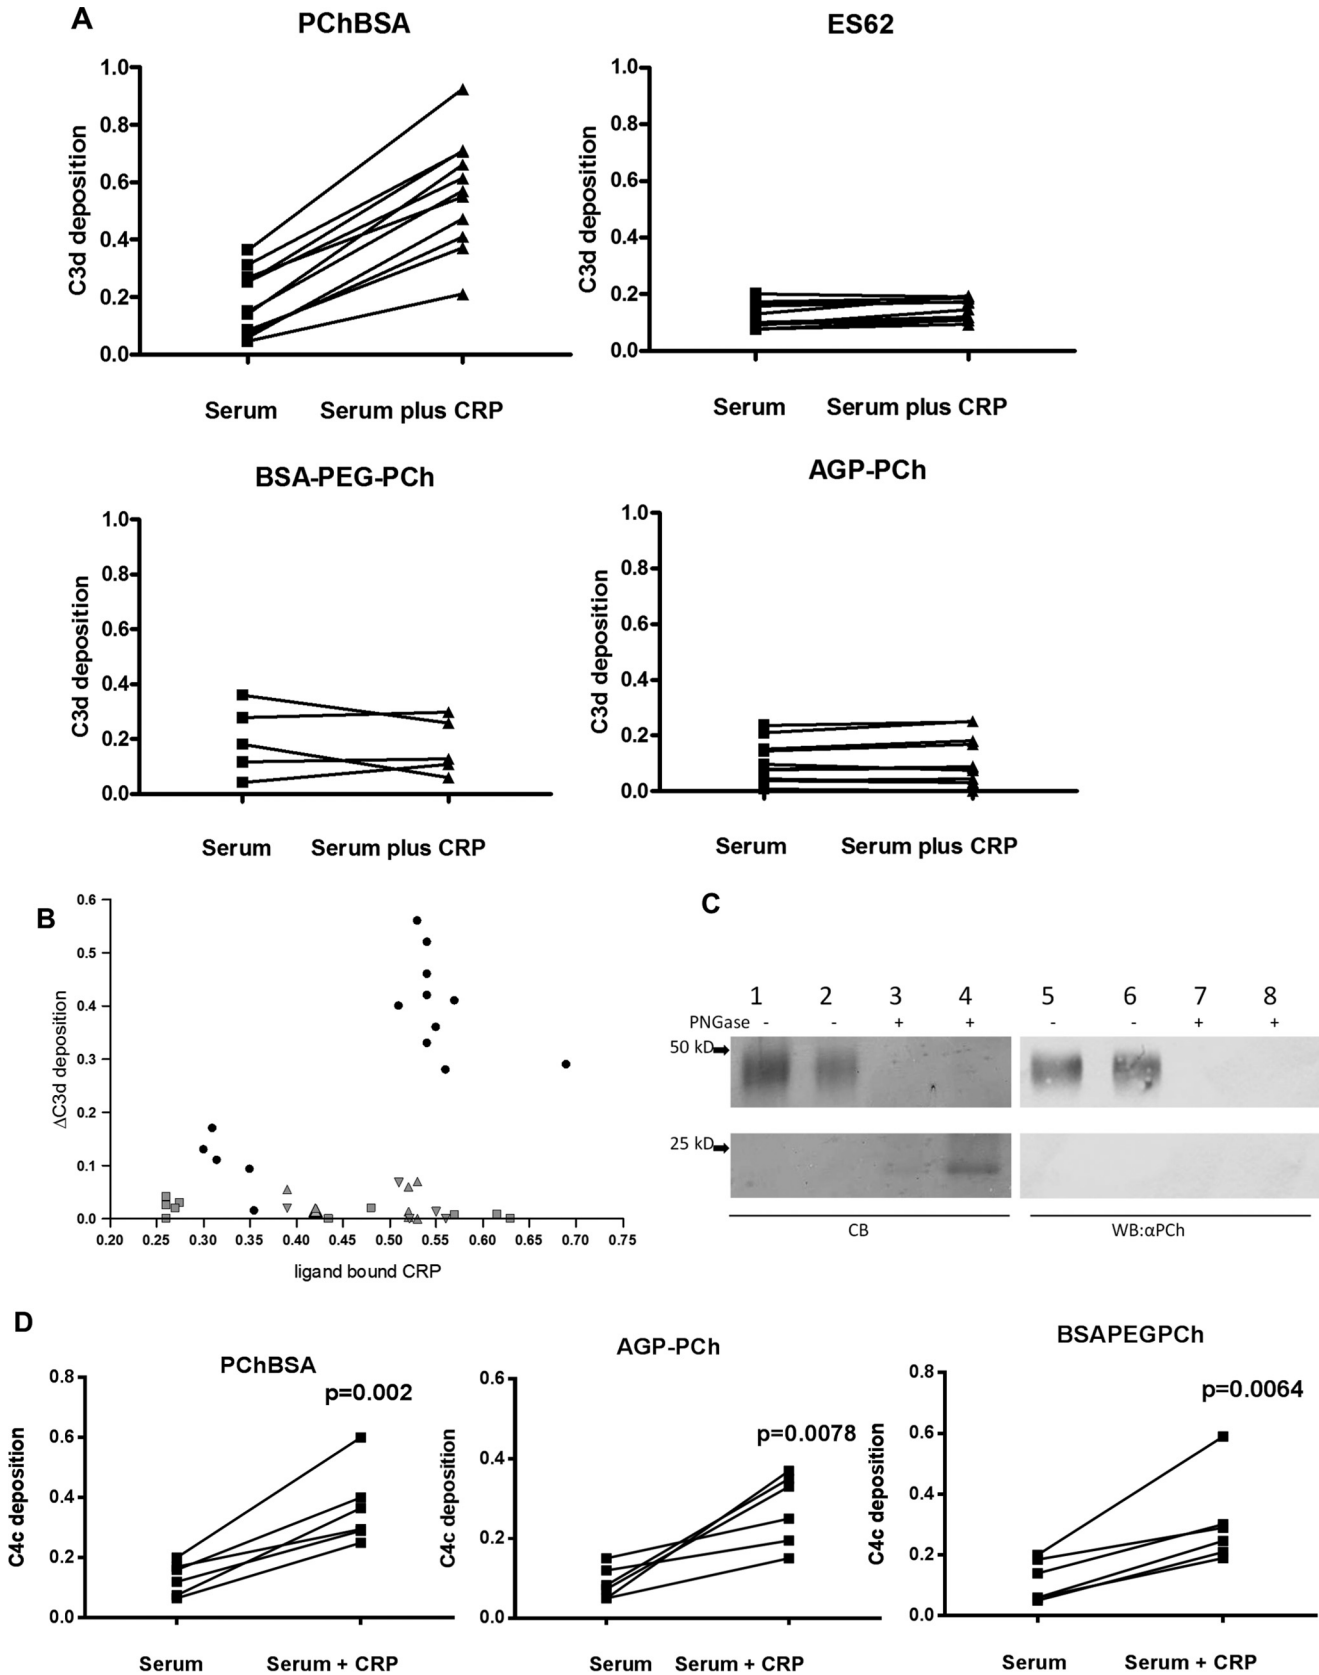 A
PChBSA
ES62
1.0
0.8
0.6
0.4
0.2
0.0
C3d deposition
Serum
Serum plus CRP
1.0
0.8
0.6
0.4
0.2
0.0
C3d deposition
Serum
Serum plus CRP
BSA-PEG-PCh
AGP-PCh
1.0
0.8
0.6
0.4
0.2
0.0
C3d deposition
Serum
Serum plus CRP
1.0
0.8
0.6
0.4
0.2
0.0
C3d deposition
Serum
Serum plus CRP
B
0.6
0.5
0.4
0.3
0.2
0.1
0.0
ΔC3d deposition
0.20 0.25 0.30 0.35 0.40 0.45 0.50 0.55 0.60 0.65 0.70 0.75
ligand bound CRP
C
1 2 3 4 5 6 7 8
PNGase - - + + - - + +
50 kD
25 kD
CB
WB:αPCh
D
PChBSA
p=0.002
0.8
0.6
0.4
0.2
0.0
C4c deposition
Serum
Serum + CRP
AGP-PCh
p=0.0078
0.6
0.4
0.2
0.0
C4c deposition
Serum
Serum + CRP
BSAPEGPCh
p=0.0064
0.8
0.6
0.4
0.2
0.0
C4c deposition
Serum
Serum + CRP